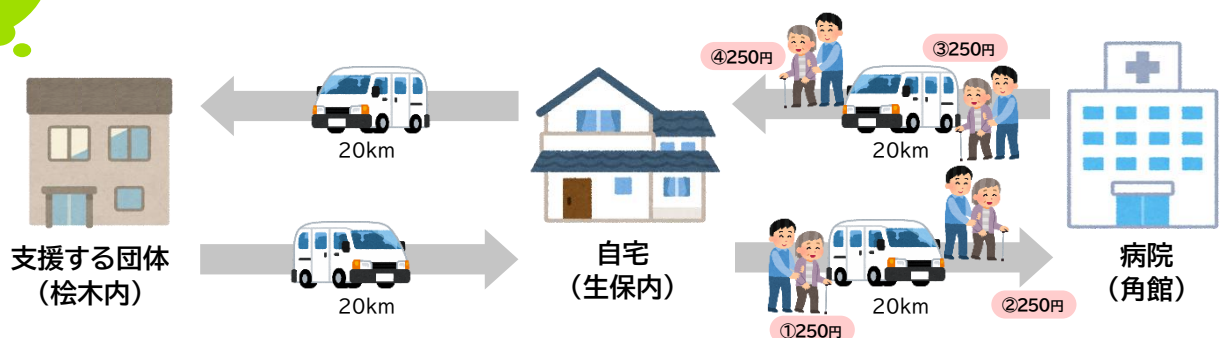 ④250円
③250円
20km
20km
支援する団体
（桧木内）
自宅
（生保内）
病院
（角館）
20km
20km
①250円
②250円